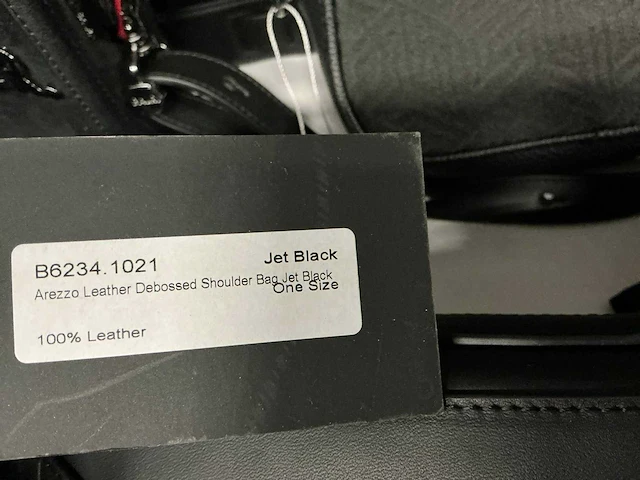 B6234.1021
Jet Black
Arezzo Leather Debossed Shoulder Bag Jet Black
One Size
100% Leather